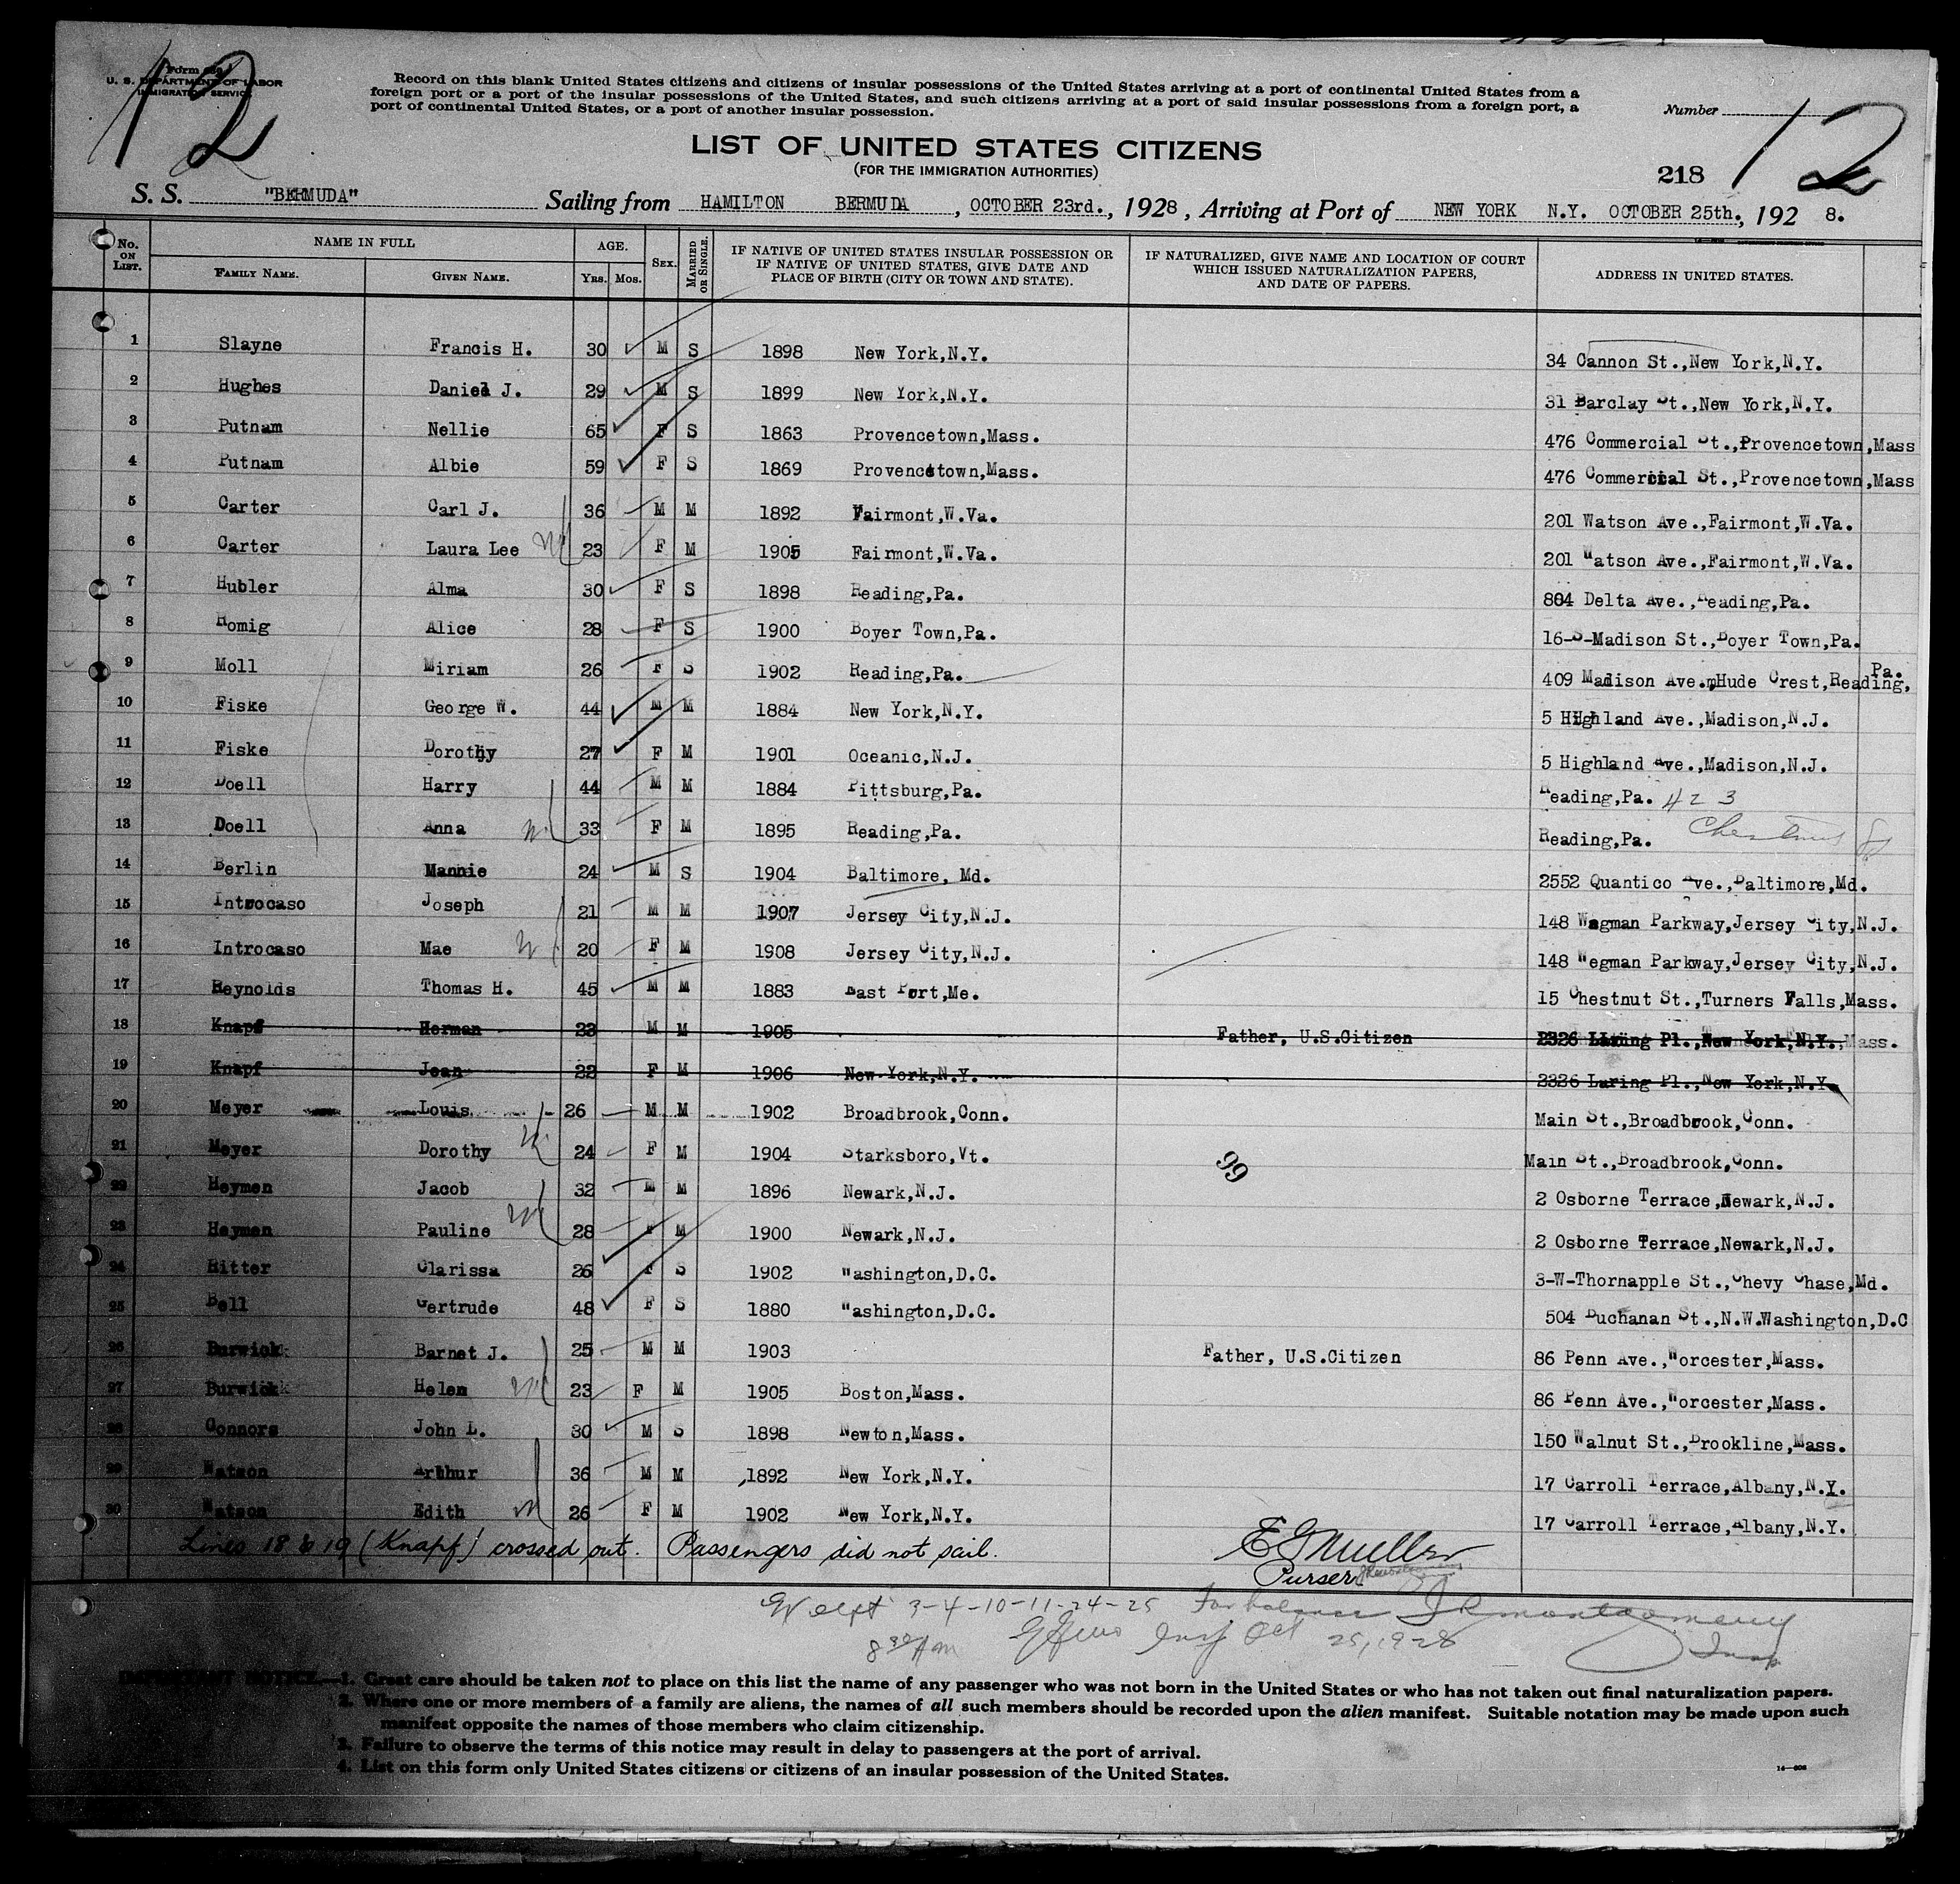 12
Form 630
U. S. DEPARTMENT OF LABOR
IMMIGRATION SERVICE
Record on this blank United States citizens and citizens of insular possessions of the United States arriving at a port of continental United States from a
foreign port or a port of the insular possessions of the United States, and such citizens arriving at a port of said insular possessions from a foreign port, a
port of continental United States, or a port of another insular possession.
Number 12
LIST OF UNITED STATES CITIZENS
(FOR THE IMMIGRATION AUTHORITIES)
218
S. S. "BERMUDA" Sailing from HAMILTON BERMUDA, OCTOBER 23rd., 1928, Arriving at Port of NEW YORK N.Y. OCTOBER 25th., 1928.
No. ON LIST. NAME IN FULL FAMILY NAME. GIVEN NAME. AGE. Yrs. Mos. SEX. MARRIED OR SINGLE. IF NATIVE OF UNITED STATES INSULAR POSSESSION OR IF NATIVE OF UNITED STATES, GIVE DATE AND PLACE OF BIRTH (CITY OR TOWN AND STATE). IF NATURALIZED, GIVE NAME AND LOCATION OF COURT WHICH ISSUED NATURALIZATION PAPERS, AND DATE OF PAPERS. ADDRESS IN UNITED STATES.
1 Slayne Francis H. 30 M S 1898 New York,N.Y. 34 Cannon St.,New York,N.Y.
2 Hughes Daniel J. 29 M S 1899 New York,N.Y. 31 Barclay St.,New York,N.Y.
3 Putnam Nellie 65 F S 1863 Provencetown,Mass. 476 Commercial St.,Provencetown,Mass
4 Putnam Albie 59 F S 1869 Provencetown,Mass. 476 Commercial St.,Provencetown,Mass
5 Carter Carl J. 36 M M 1892 Fairmont,W.Va. 201 Watson Ave.,Fairmont,W.Va.
6 Carter Laura Lee 23 F M 1905 Fairmont,W.Va. 201 Watson Ave.,Fairmont,W.Va.
7 Hubler Alma 30 F S 1898 Reading,Pa. 804 Delta Ave.,Reading,Pa.
8 Homig Alice 28 F S 1900 Boyer Town,Pa. 16-S-Madison St.,Boyer Town,Pa.
9 Moll Miriam 26 F S 1902 Reading,Pa. 409 Madison Ave.,Hude Crest,Reading, Pa.
10 Fiske George W. 44 M M 1884 New York,N.Y. 5 Highland Ave.,Madison,N.J.
11 Fiske Dorothy 27 F M 1901 Oceanic,N.J. 5 Highland Ave.,Madison,N.J.
12 Doell Harry 44 M M 1884 Pittsburg,Pa. Reading,Pa. 423
13 Doell Anna 33 F M 1895 Reading,Pa. Reading,Pa. Chestnut St
14 Berlin Mannie 24 M S 1904 Baltimore, Md. 2552 Quantico Ave.,Baltimore,Md.
15 Introcaso Joseph 21 M M 1907 Jersey City,N.J. 148 Wegman Parkway,Jersey City,N.J.
16 Introcaso Mae 20 F M 1908 Jersey City,N.J. 148 Wegman Parkway,Jersey City,N.J.
17 Reynolds Thomas H. 45 M M 1883 East Port,Me. 15 Chestnut St.,Turners Falls,Mass.
18 Knapf Herman 23 M M 1905 Father, U.S.Citizen 2326 Laring Pl.,New York,N.Y.
19 Knapf Jean 22 F M 1906 New York,N.Y. 2326 Laring Pl.,New York,N.Y.
20 Meyer Louis 26 M M 1902 Broadbrook,Conn. Main St.,Broadbrook,Conn.
21 Meyer Dorothy 24 F M 1904 Starksboro,Vt. Main St.,Broadbrook,Conn.
99
22 Heymen Jacob 32 M M 1896 Newark,N.J. 2 Osborne Terrace,Newark,N.J.
23 Heymen Pauline 28 F M 1900 Newark,N.J. 2 Osborne Terrace,Newark,N.J.
24 Ritter Clarissa 26 F S 1902 Washington,D.C. 3-W-Thornapple St.,Chevy Chase,Md.
25 Bell Gertrude 48 F S 1880 Washington,D.C. 504 Buchanan St.,N.W.Washington,D.C
26 Burwick Barnet J. 25 M M 1903 Father, U.S.Citizen 86 Penn Ave.,Worcester,Mass.
27 Burwick Helen 23 F M 1905 Boston,Mass. 86 Penn Ave.,Worcester,Mass.
28 Connors John L. 30 M S 1898 Newton,Mass. 150 Walnut St.,Brookline,Mass.
29 Watson Arthur 36 M M 1892 New York,N.Y. 17 Carroll Terrace,Albany,N.Y.
30 Watson Edith 26 F M 1902 New York,N.Y. 17 Carroll Terrace,Albany,N.Y.
Lines 18 & 19 (Knapf) crossed out. Passengers did not sail. E G Mueller
Purser
3-4-10-11-24-25 For balance J R Montgomery
8 30 Am Insp Oct 25, 1928 Insp
IMPORTANT NOTICE.—1. Great care should be taken not to place on this list the name of any passenger who was not born in the United States or who has not taken out final naturalization papers.
2. Where one or more members of a family are aliens, the names of all such members should be recorded upon the alien manifest. Suitable notation may be made upon such
manifest opposite the names of those members who claim citizenship.
3. Failure to observe the terms of this notice may result in delay to passengers at the port of arrival.
4. List on this form only United States citizens or citizens of an insular possession of the United States.